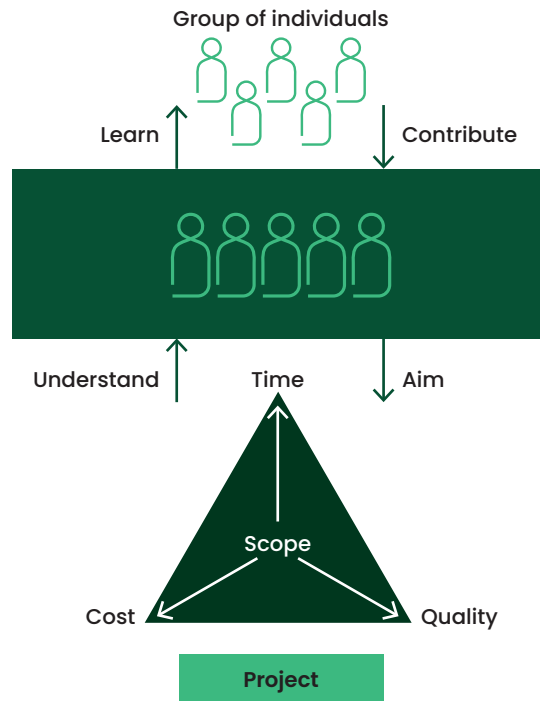 Group of individuals
Learn
Contribute
Understand
Time
Aim
Scope
Cost
Quality
Project